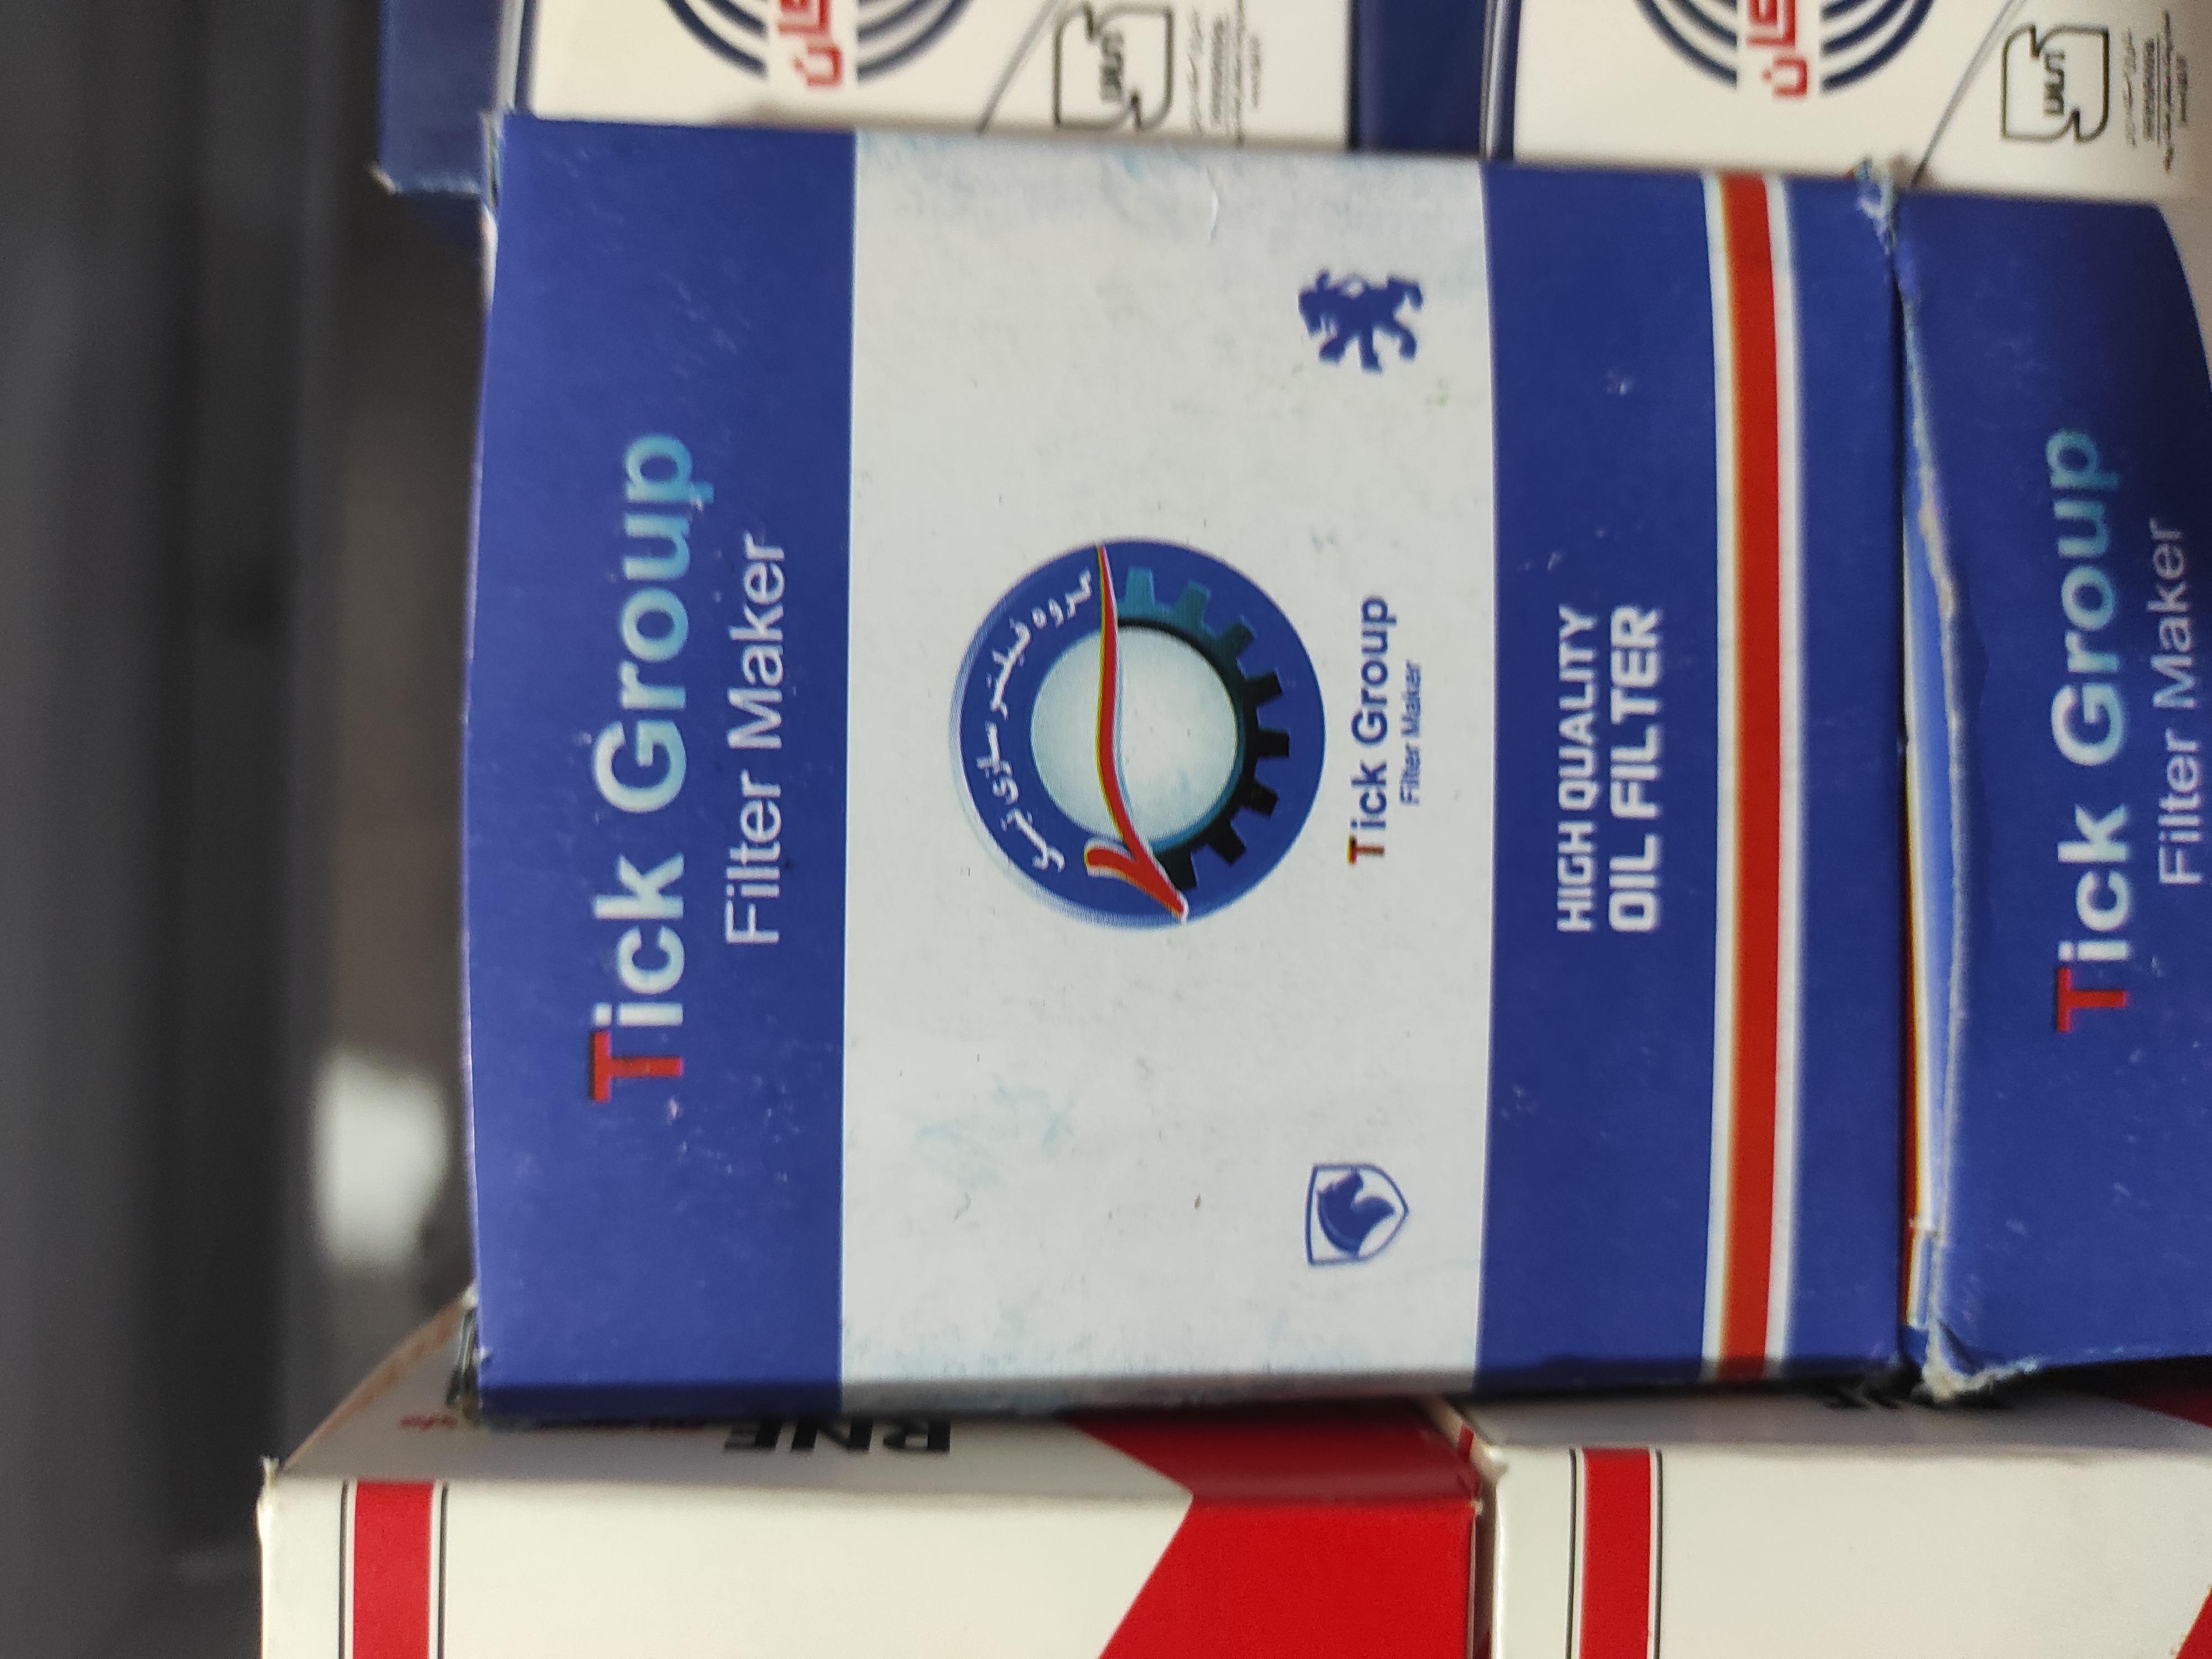 Tick Group
Filter Maker
گروه فیلتر سازی تیک
Tick Group
Filter Maker
HIGH QUALITY
OIL FILTER
Tick Group
Filter Maker
RNE